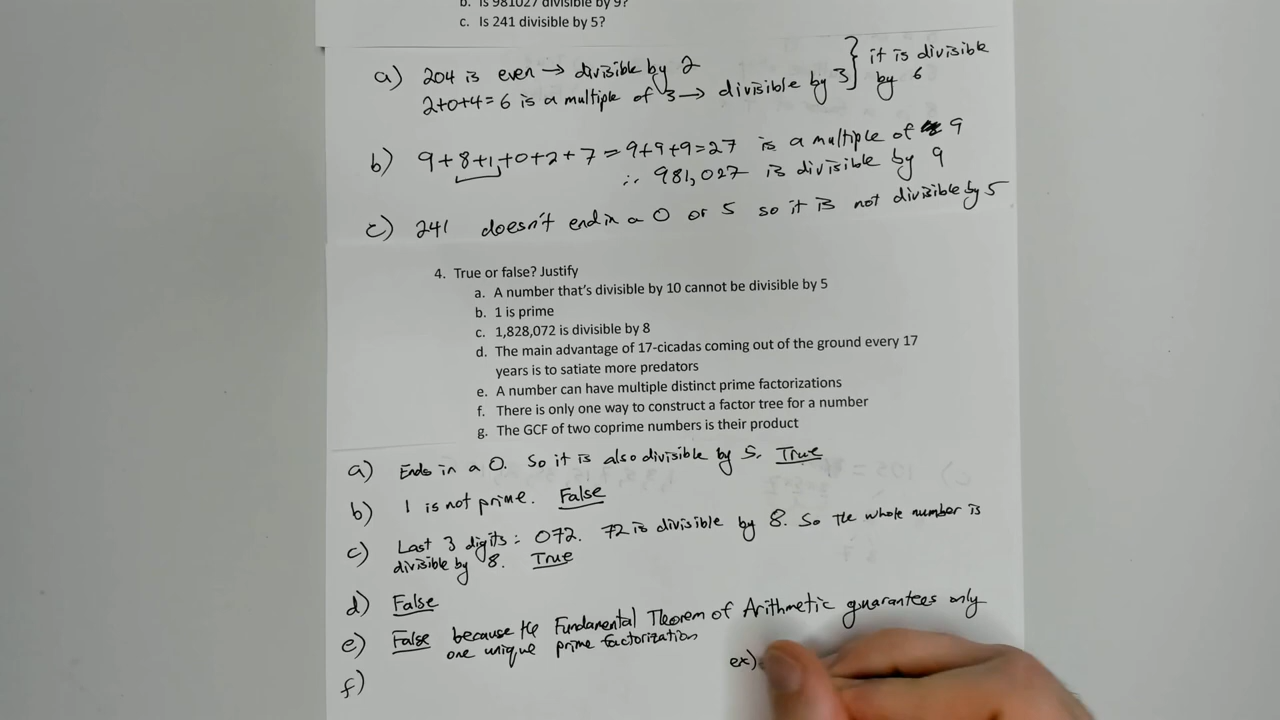 b. Is 981027 divisible by 9?
c. Is 241 divisible by 5?
a) 204 is even → divisible by 2
2+0+4=6 is a multiple of 3 → divisible by 3
} it is divisible by 6
b) 9+8+1+0+2+7=9+9+9=27 is a multiple of 9
∴ 981,027 is divisible by 9
c) 241 doesn't end in a 0 or 5 so it is not divisible by 5
4. True or false? Justify
a. A number that's divisible by 10 cannot be divisible by 5
b. 1 is prime
c. 1,828,072 is divisible by 8
d. The main advantage of 17-cicadas coming out of the ground every 17
years is to satiate more predators
e. A number can have multiple distinct prime factorizations
f. There is only one way to construct a factor tree for a number
g. The GCF of two coprime numbers is their product
a) Ends in a 0. So it is also divisible by 5. True
b) 1 is not prime. False
c) Last 3 digits: 072. 72 is divisible by 8. So the whole number is
divisible by 8. True
d) False
e) False because the Fundamental Theorem of Arithmetic guarantees only
one unique prime factorization
f)
ex)